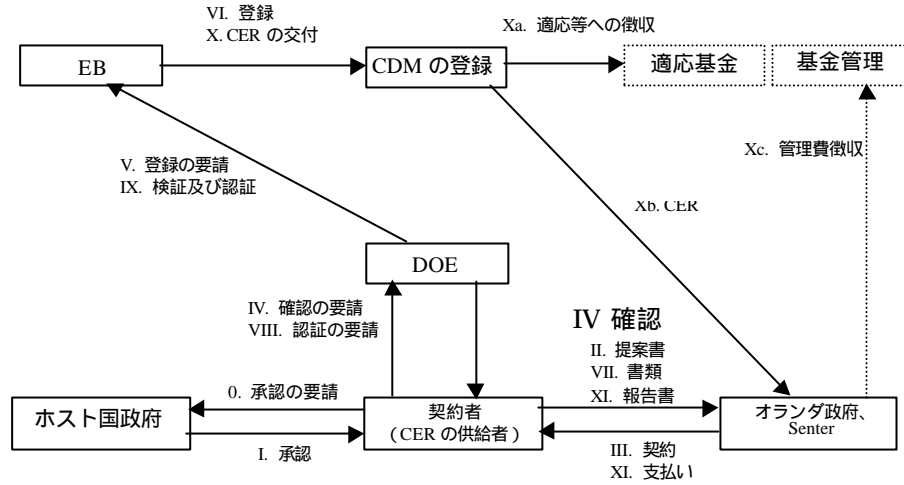 VI. 登録
X. CER の交付
Xa. 適応等への徴収
EB
CDM の登録
適応基金
基金管理
V. 登録の要請
IX. 検証及び認証
Xc. 管理費徴収
Xb. CER
DOE
IV. 確認の要請
VIII. 認証の要請
IV 確認
II. 提案書
VII. 書類
XI. 報告書
0. 承認の要請
ホスト国政府
契約者
（CER の供給者）
オランダ政府、
Senter
I. 承認
III. 契約
XI. 支払い